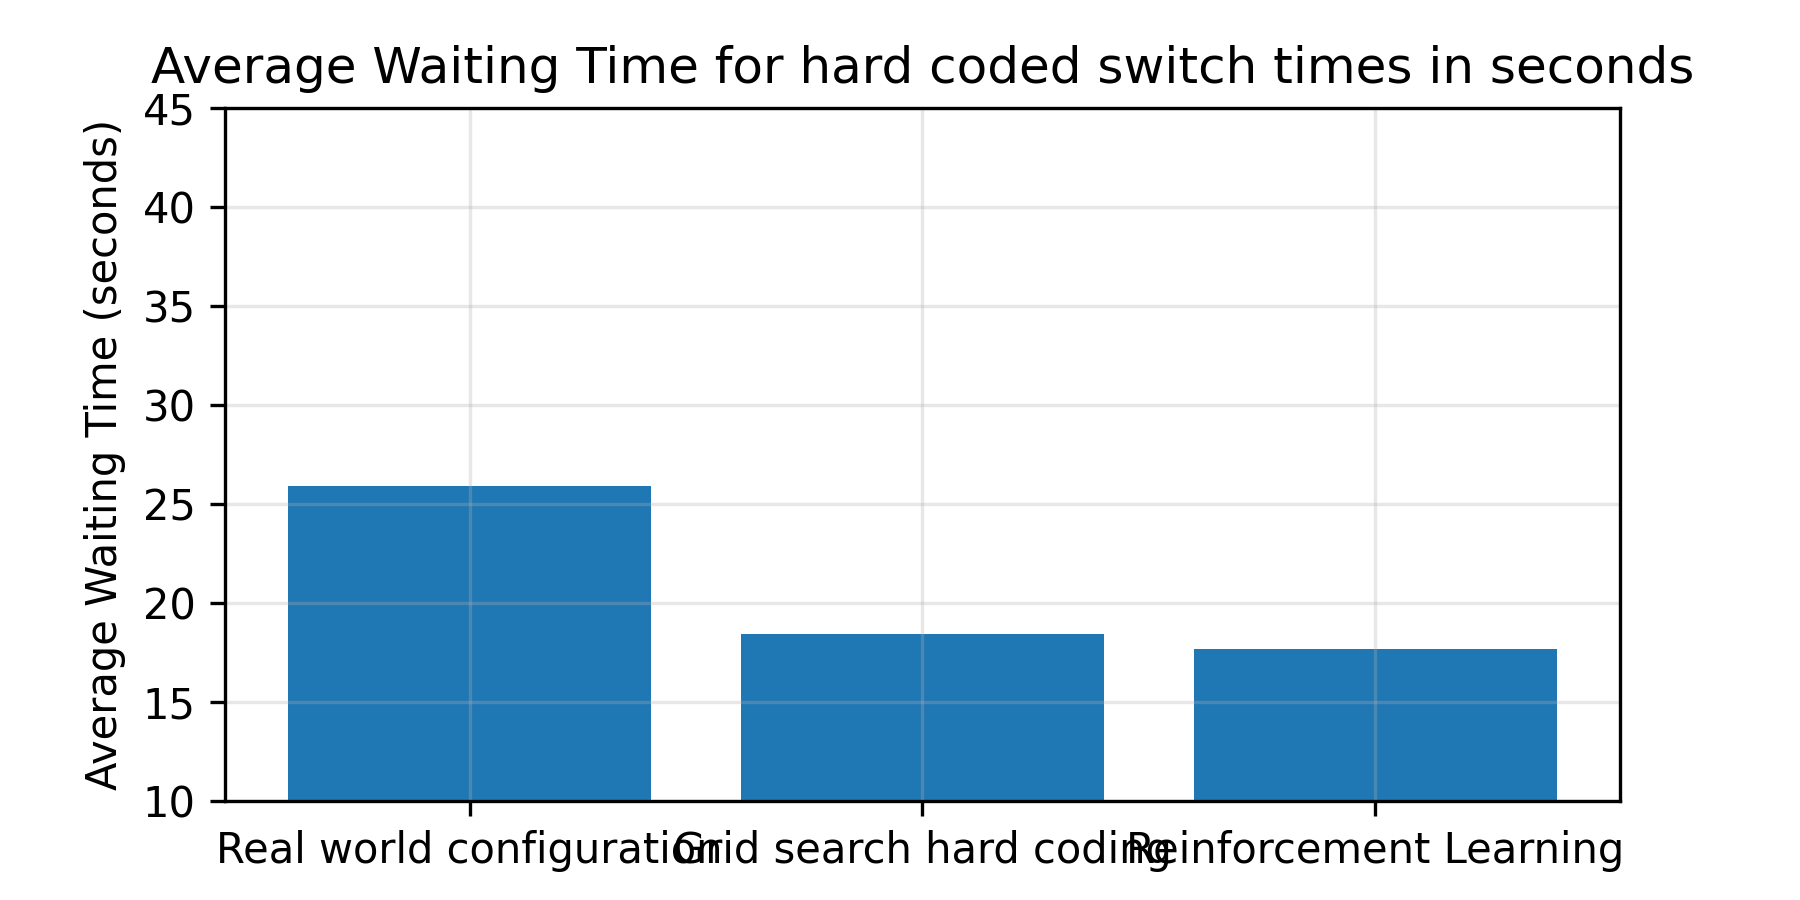 Average Waiting Time for hard coded switch times in seconds
Average Waiting Time (seconds)
45
40
35
30
25
20
15
10
Real world configuration
Grid search hard coding
Reinforcement Learning